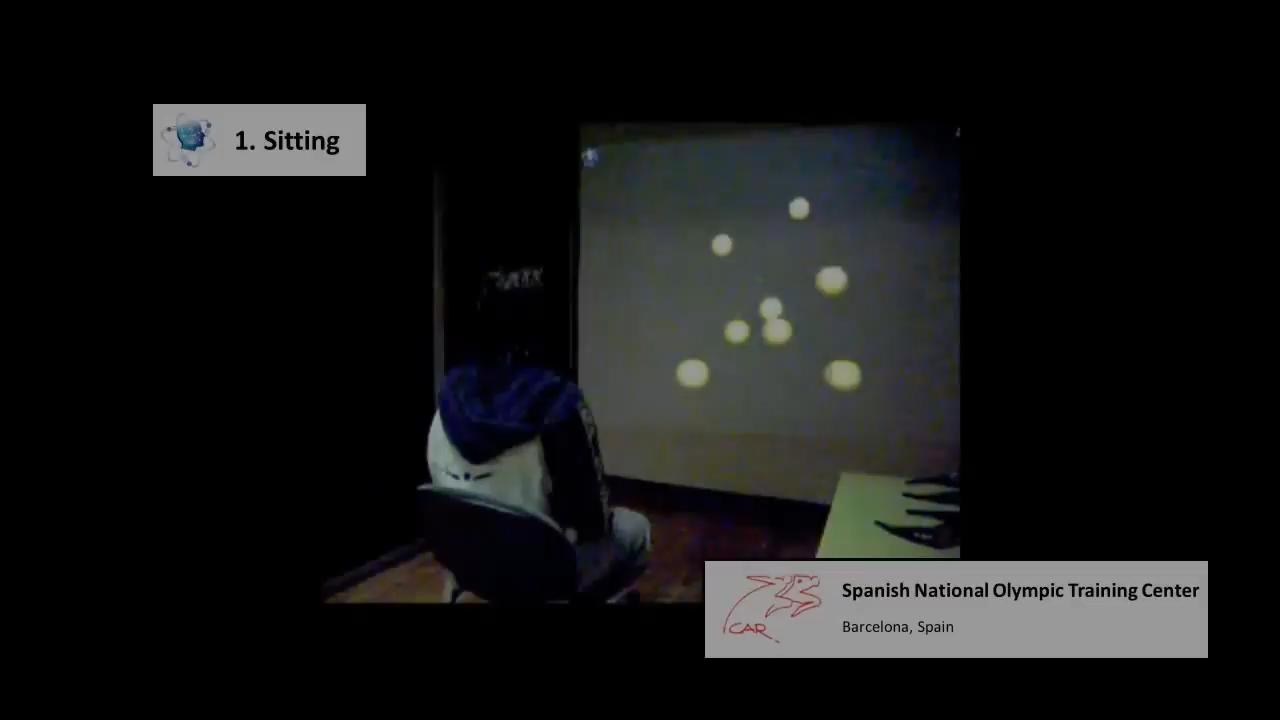 1. Sitting
Spanish National Olympic Training Center
CAR
Barcelona, Spain